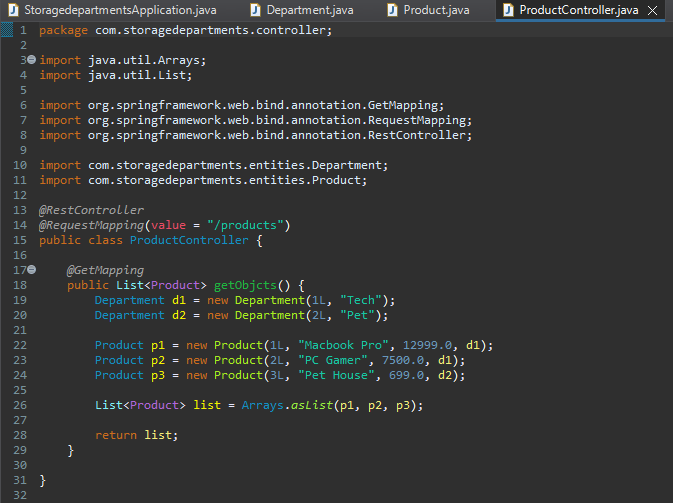 StoragedepartmentsApplication.java Department.java Product.java ProductController.java
1 package com.storagedepartments.controller;
2
3 import java.util.Arrays;
4 import java.util.List;
5
6 import org.springframework.web.bind.annotation.GetMapping;
7 import org.springframework.web.bind.annotation.RequestMapping;
8 import org.springframework.web.bind.annotation.RestController;
9
10 import com.storagedepartments.entities.Department;
11 import com.storagedepartments.entities.Product;
12
13 @RestController
14 @RequestMapping(value = "/products")
15 public class ProductController {
16
17 @GetMapping
18 public List<Product> getObjcts() {
19 Department d1 = new Department(1L, "Tech");
20 Department d2 = new Department(2L, "Pet");
21
22 Product p1 = new Product(1L, "Macbook Pro", 12999.0, d1);
23 Product p2 = new Product(2L, "PC Gamer", 7500.0, d1);
24 Product p3 = new Product(3L, "Pet House", 699.0, d2);
25
26 List<Product> list = Arrays.asList(p1, p2, p3);
27
28 return list;
29 }
30
31 }
32